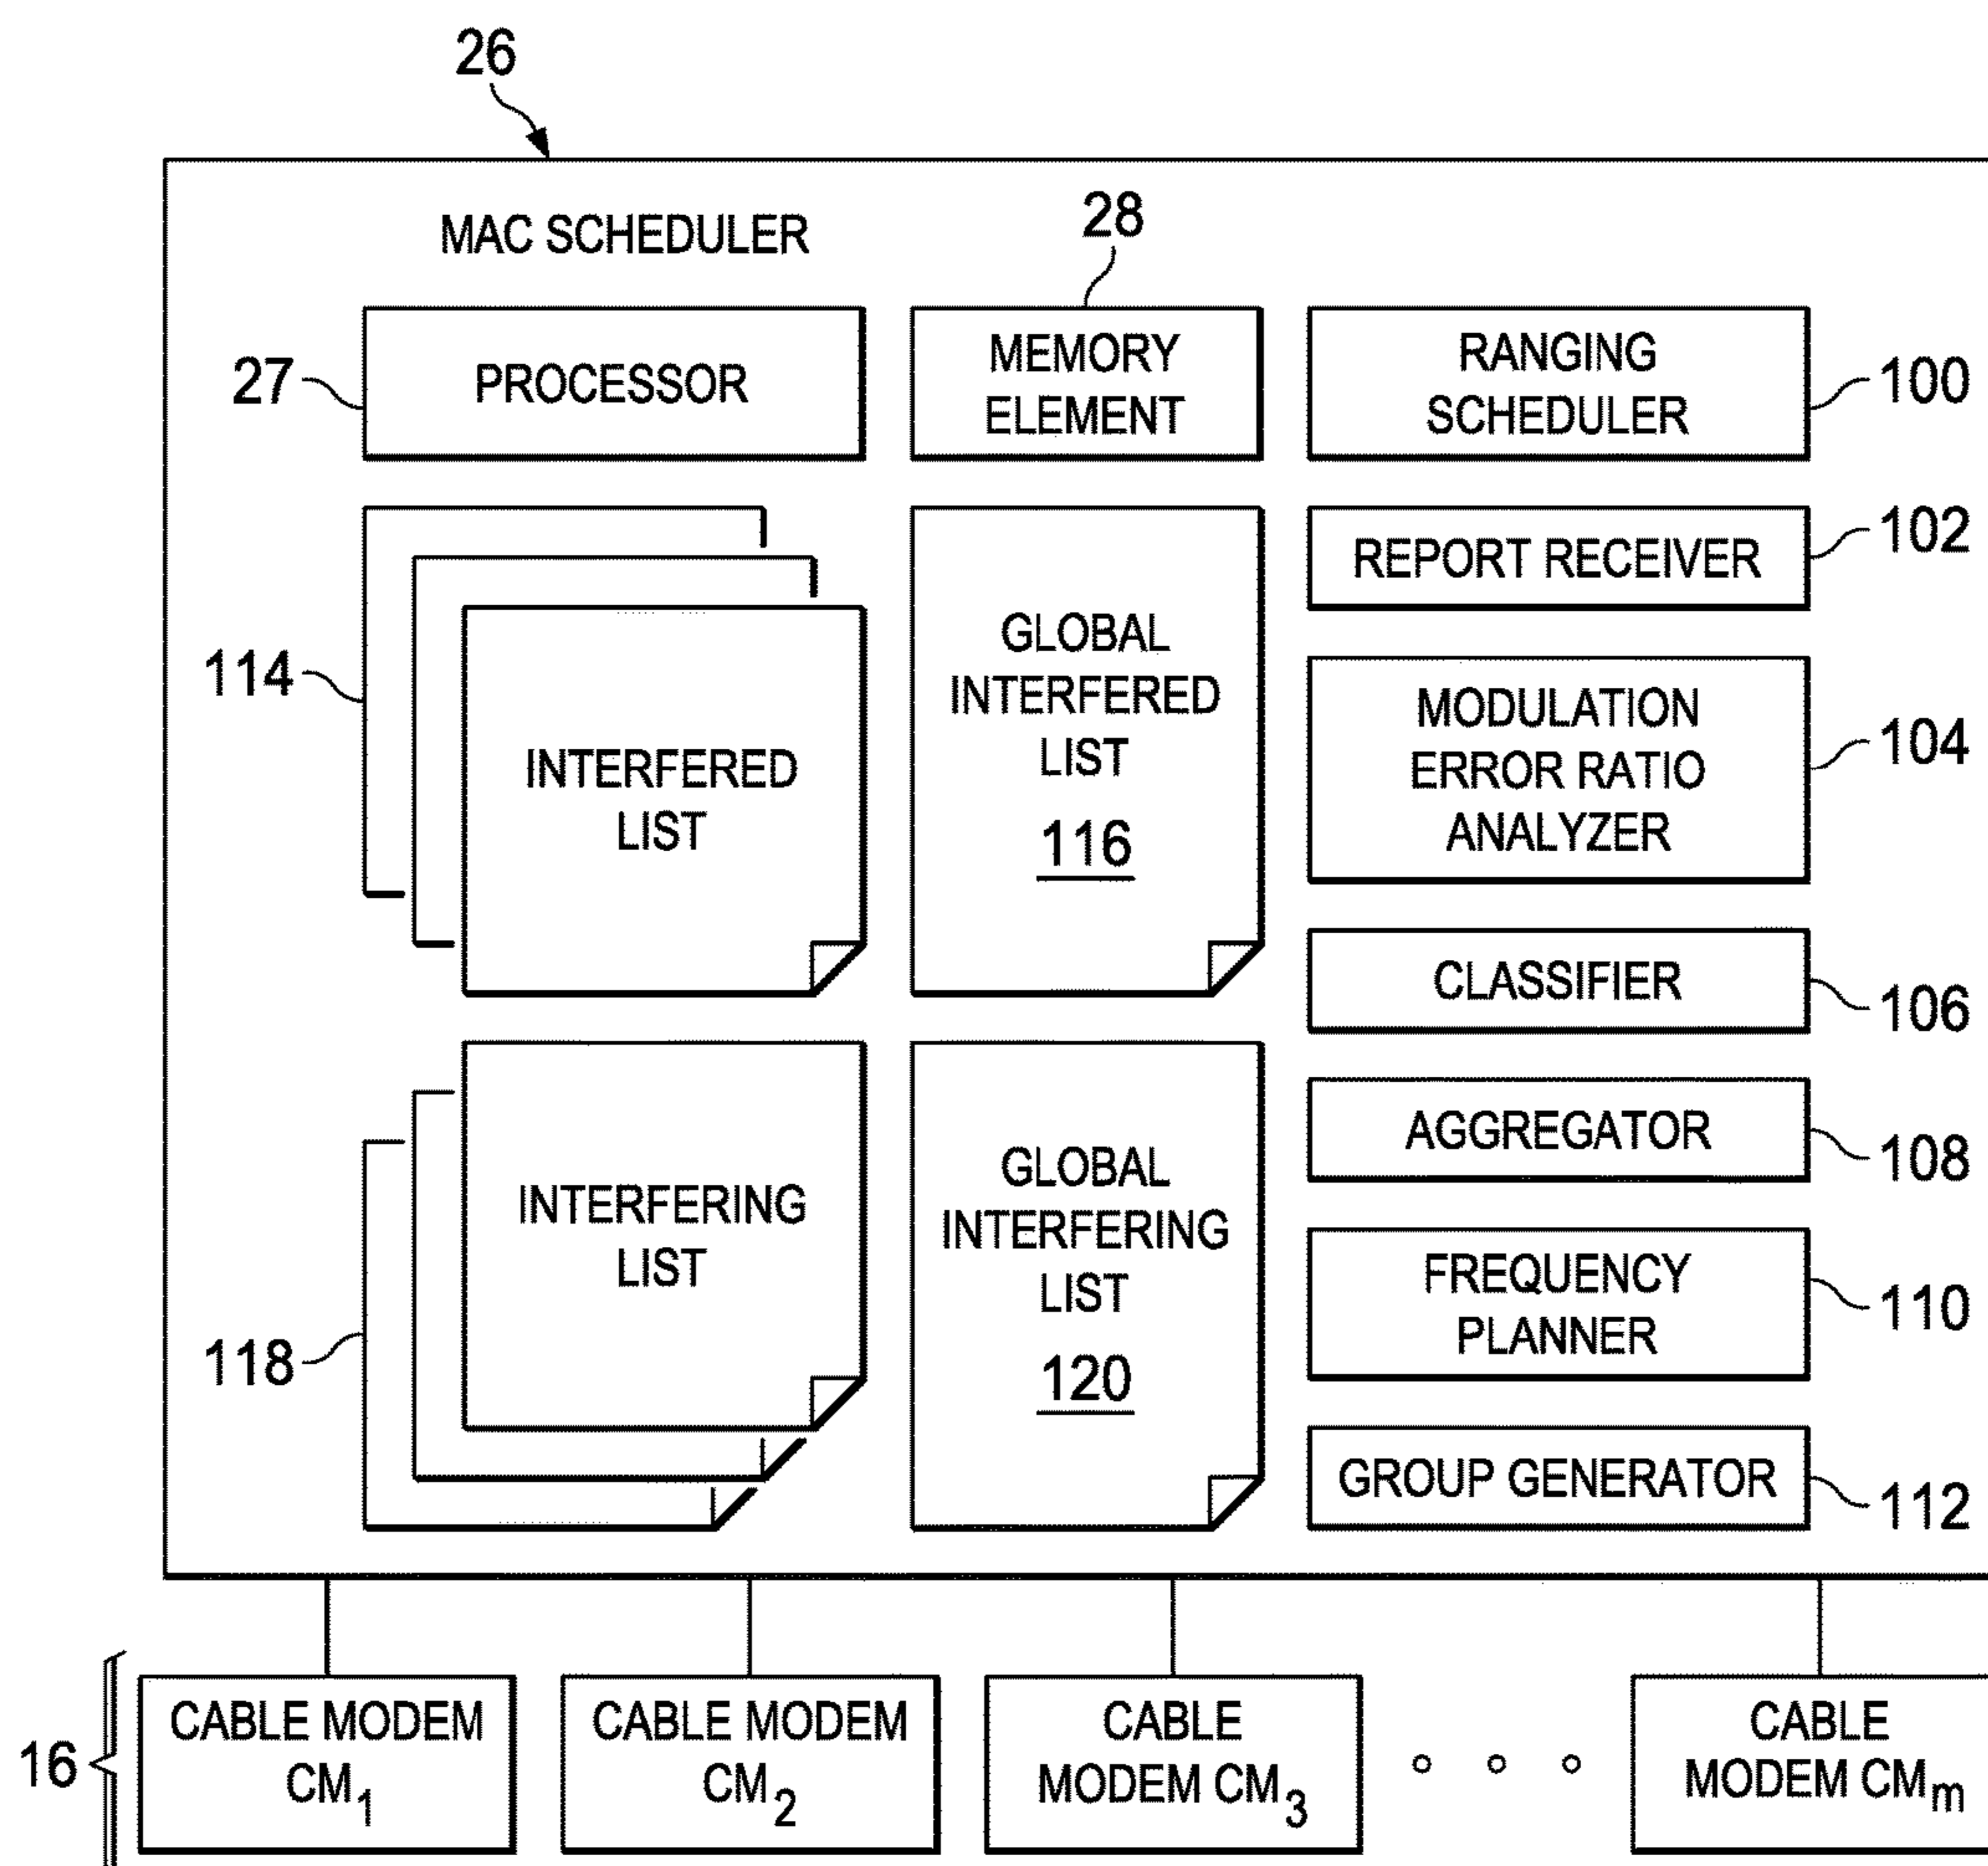 26
MAC SCHEDULER
28
27
PROCESSOR
MEMORY
ELEMENT
RANGING
SCHEDULER
100
REPORT RECEIVER
102
114
INTERFERED
LIST
GLOBAL
INTERFERED
LIST
116
MODULATION
ERROR RATIO
ANALYZER
104
CLASSIFIER
106
118
INTERFERING
LIST
GLOBAL
INTERFERING
LIST
120
AGGREGATOR
108
FREQUENCY
PLANNER
110
GROUP GENERATOR
112
16
CABLE MODEM
CM₁
CABLE MODEM
CM₂
CABLE
MODEM CM₃
CABLE
MODEM CMₘ